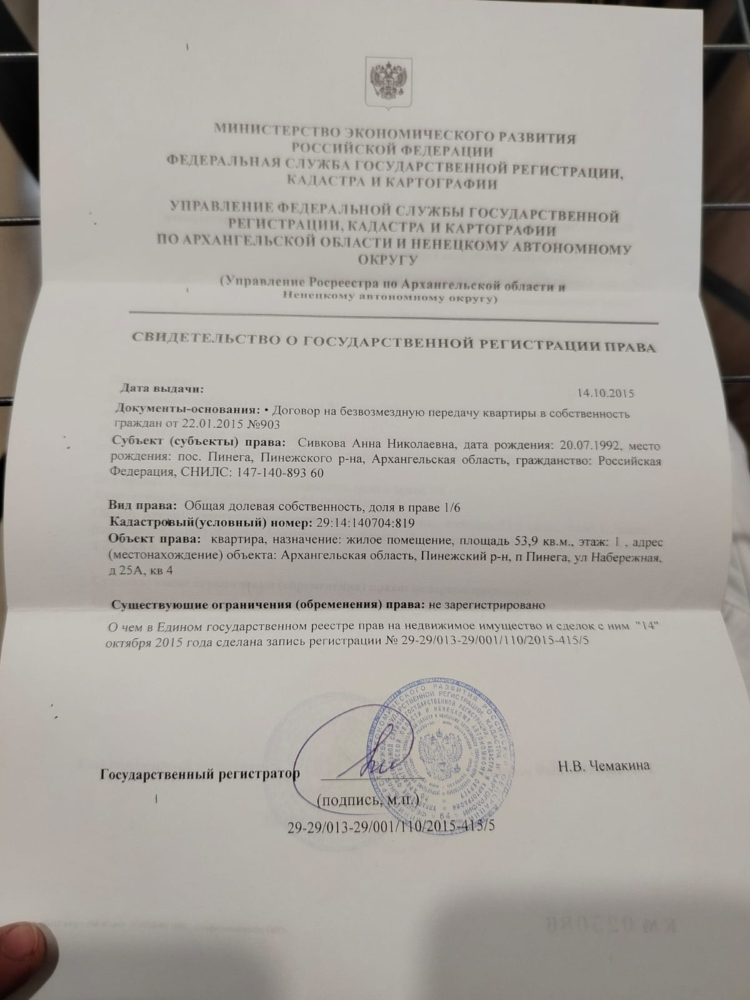 МИНИСТЕРСТВО ЭКОНОМИЧЕСКОГО РАЗВИТИЯ
РОССИЙСКОЙ ФЕДЕРАЦИИ
ФЕДЕРАЛЬНАЯ СЛУЖБА ГОСУДАРСТВЕННОЙ РЕГИСТРАЦИИ,
КАДАСТРА И КАРТОГРАФИИ
УПРАВЛЕНИЕ ФЕДЕРАЛЬНОЙ СЛУЖБЫ ГОСУДАРСТВЕННОЙ
РЕГИСТРАЦИИ, КАДАСТРА И КАРТОГРАФИИ
ПО АРХАНГЕЛЬСКОЙ ОБЛАСТИ И НЕНЕЦКОМУ АВТОНОМНОМУ
ОКРУГУ
(Управление Росреестра по Архангельской области и
Ненецкому автономному округу)
СВИДЕТЕЛЬСТВО О ГОСУДАРСТВЕННОЙ РЕГИСТРАЦИИ ПРАВА
Дата выдачи: 14.10.2015
Документы-основания: • Договор на безвозмездную передачу квартиры в собственность
граждан от 22.01.2015 №903
Субъект (субъекты) права: Сивкова Анна Николаевна, дата рождения: 20.07.1992, место
рождения: пос. Пинега, Пинежского р-на, Архангельская область, гражданство: Российская
Федерация, СНИЛС: 147-140-893 60
Вид права: Общая долевая собственность, доля в праве 1/6
Кадастровый(условный) номер: 29:14:140704:819
Объект права: квартира, назначение: жилое помещение, площадь 53,9 кв.м., этаж: 1 , адрес
(местонахождение) объекта: Архангельская область, Пинежский р-н, п Пинега, ул Набережная,
д 25А, кв 4
Существующие ограничения (обременения) права: не зарегистрировано
О чем в Едином государственном реестре прав на недвижимое имущество и сделок с ним "14"
октября 2015 года сделана запись регистрации № 29-29/013-29/001/110/2015-415/5
Государственный регистратор Н.В. Чемакина
(подпись, м.п.)
29-29/013-29/001/110/2015-415/5